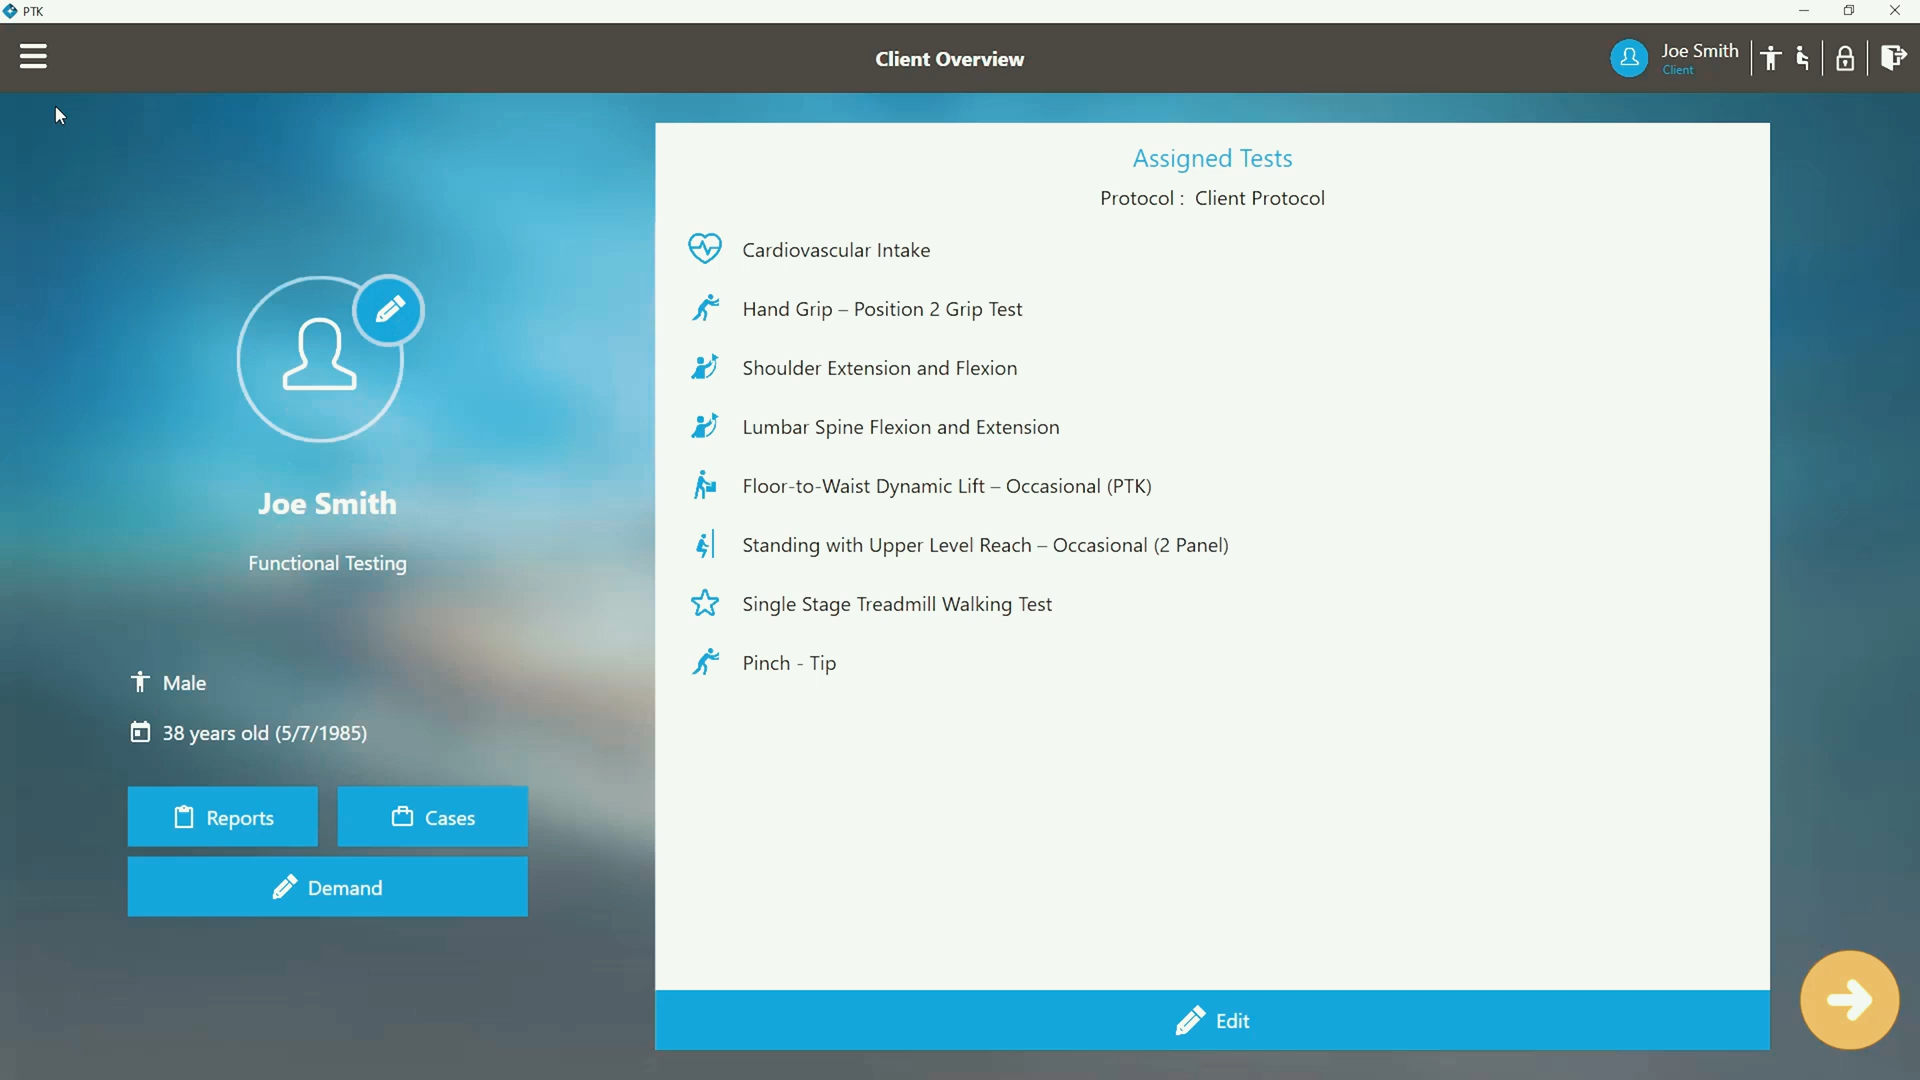 PTK
Client Overview
Joe Smith
Client
Joe Smith
Functional Testing
Male
38 years old (5/7/1985)
Reports
Cases
Demand
Assigned Tests
Protocol : Client Protocol
Cardiovascular Intake
Hand Grip – Position 2 Grip Test
Shoulder Extension and Flexion
Lumbar Spine Flexion and Extension
Floor-to-Waist Dynamic Lift – Occasional (PTK)
Standing with Upper Level Reach – Occasional (2 Panel)
Single Stage Treadmill Walking Test
Pinch - Tip
Edit